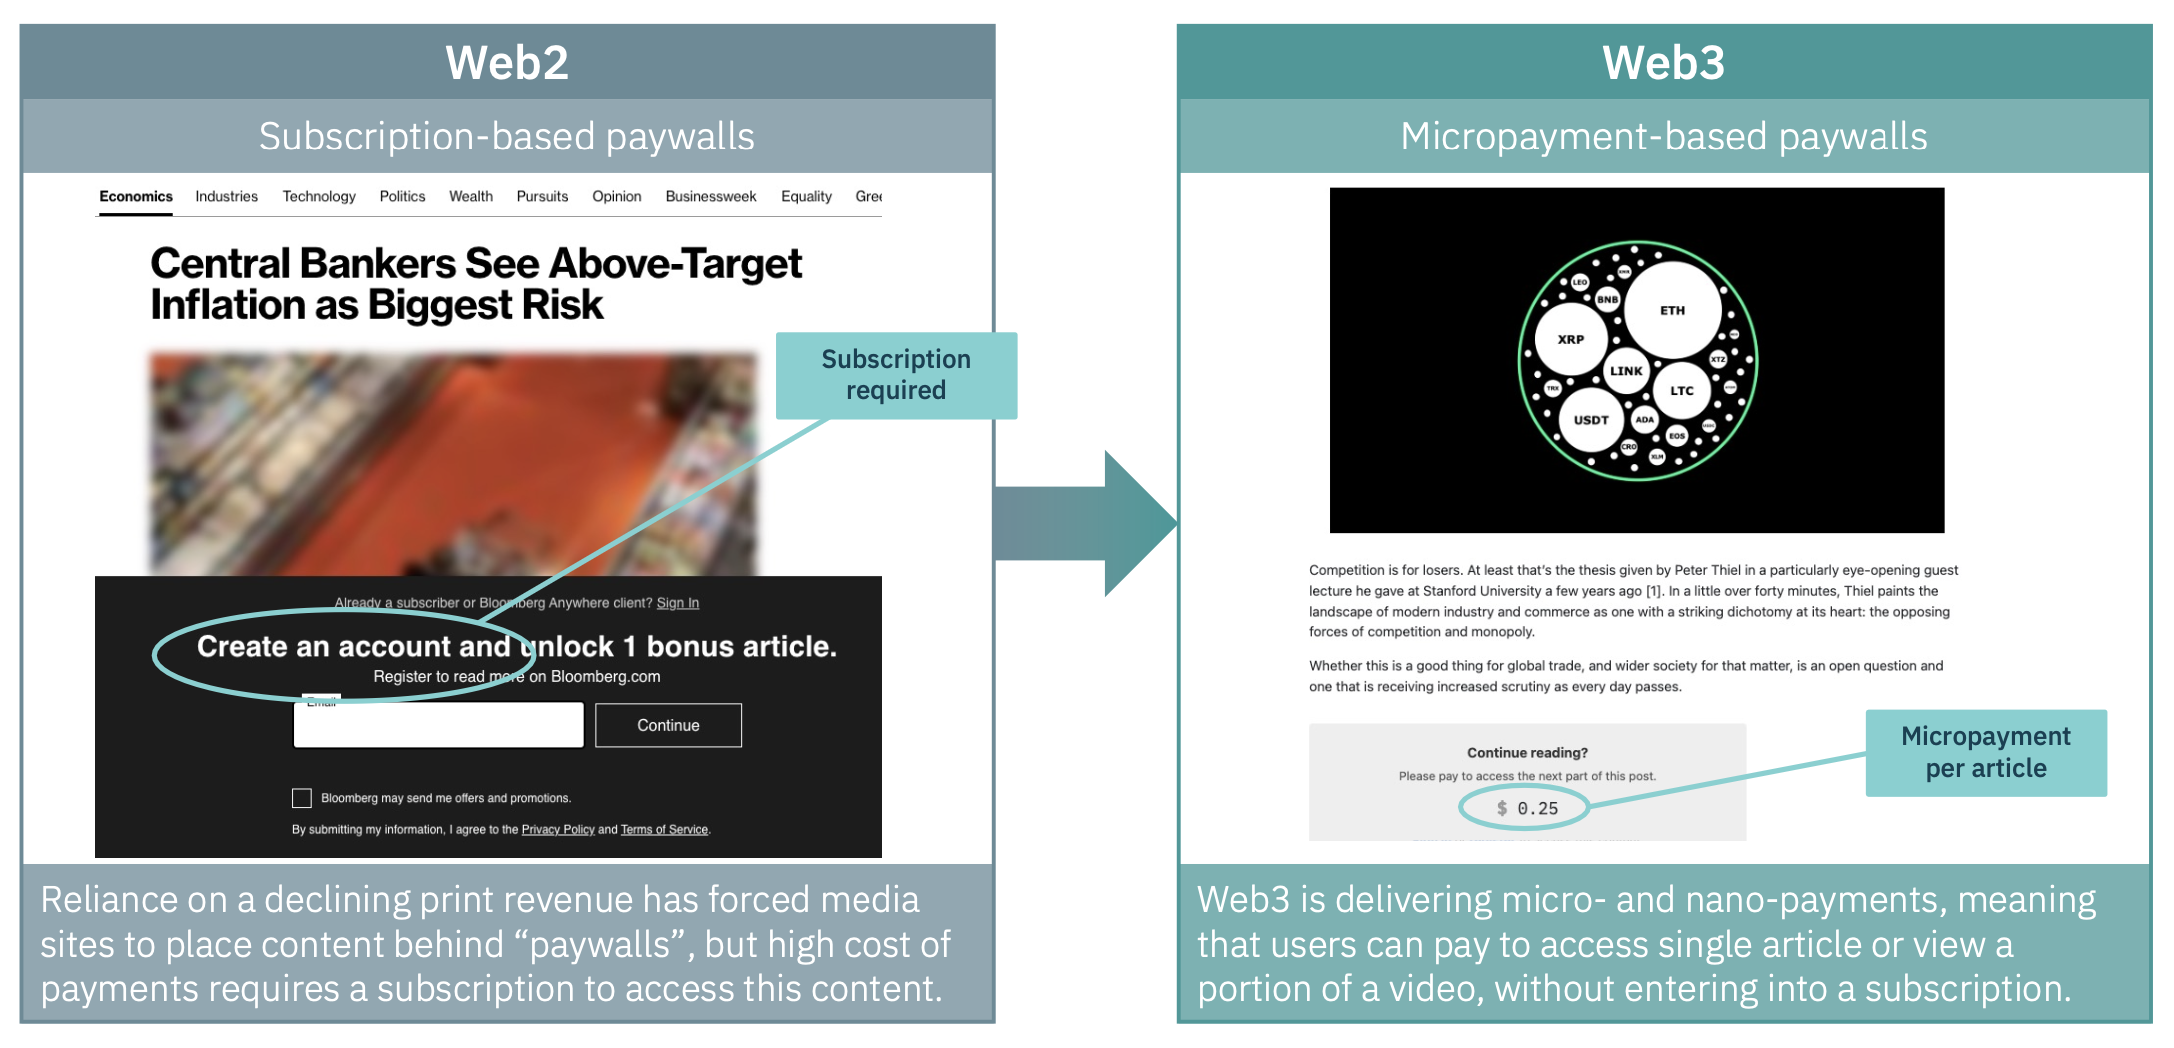 Web2
Subscription-based paywalls
Economics Industries Technology Politics Wealth Pursuits Opinion Businessweek Equality Gree
Central Bankers See Above-Target
Inflation as Biggest Risk
Subscription
required
Already a subscriber or Bloomberg Anywhere client? Sign In
Create an account and unlock 1 bonus article.
Register to read more on Bloomberg.com
Email
Continue
Bloomberg may send me offers and promotions.
By submitting my information, I agree to the Privacy Policy and Terms of Service.
Reliance on a declining print revenue has forced media
sites to place content behind “paywalls”, but high cost of
payments requires a subscription to access this content.
Web3
Micropayment-based paywalls
LEO
BNB
ETH
XRP
XTZ
LINK
TRX
LTC
USDT
ADA
EOS
CRO
XLM
Competition is for losers. At least that's the thesis given by Peter Thiel in a particularly eye-opening guest
lecture he gave at Stanford University a few years ago [1]. In a little over forty minutes, Thiel paints the
landscape of modern industry and commerce as one with a striking dichotomy at its heart: the opposing
forces of competition and monopoly.
Whether this is a good thing for global trade, and wider society for that matter, is an open question and
one that is receiving increased scrutiny as every day passes.
Continue reading?
Please pay to access the next part of this post.
$ 0.25
Micropayment
per article
Web3 is delivering micro- and nano-payments, meaning
that users can pay to access single article or view a
portion of a video, without entering into a subscription.